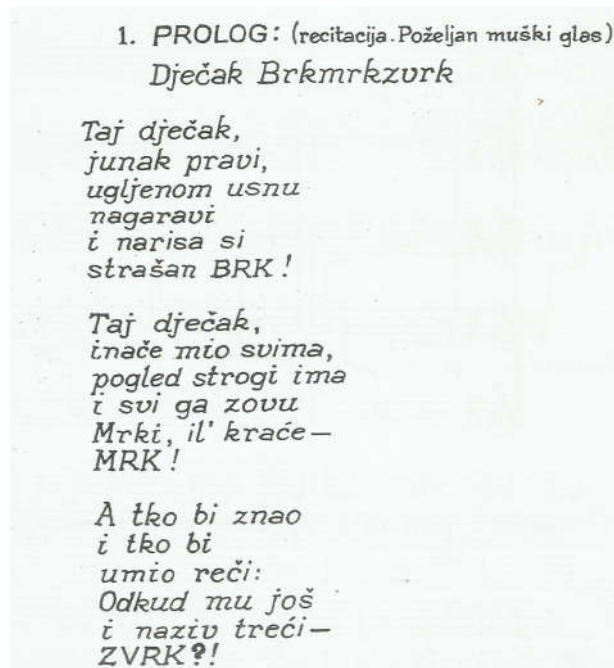 1. PROLOG: (recitacija. Poželjan muški glas)
Dječak Brkmrkzvrk
Taj dječak,
junak pravi,
ugljenom usnu
nagaravi
i narisa si
strašan BRK!
Taj dječak,
inače mio svima,
pogled strogi ima
i svi ga zovu
Mrki, il' kraće—
MRK!
A tko bi znao
i tko bi
umio reči:
Odkud mu još
i naziv treći—
ZVRK?!